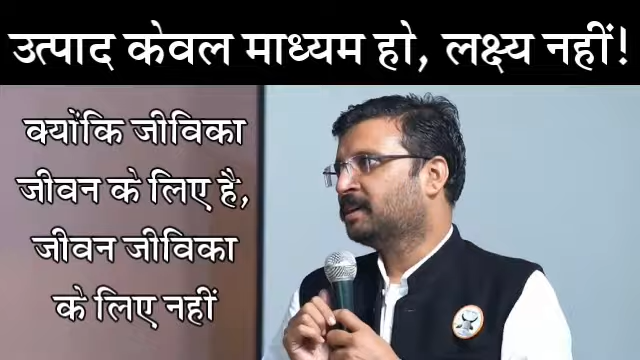 उत्पाद केवल माध्यम हो, लक्ष्य नहीं!
क्योंकि जीविका
जीवन के लिए है,
जीवन जीविका
के लिए नहीं